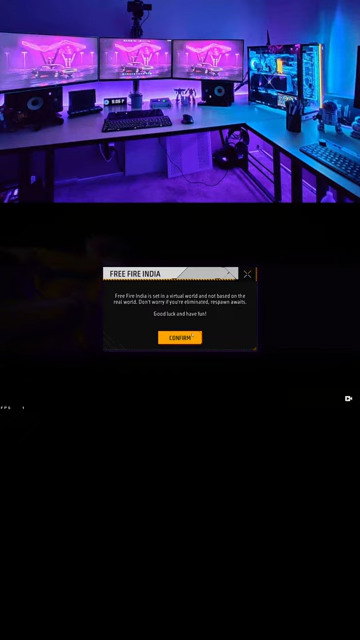 FREE FIRE INDIA
Free Fire India is set in a virtual world and not based on the
real world. Don't worry if you're eliminated, respawn awaits.
Good luck and have fun!
CONFIRM
FPS